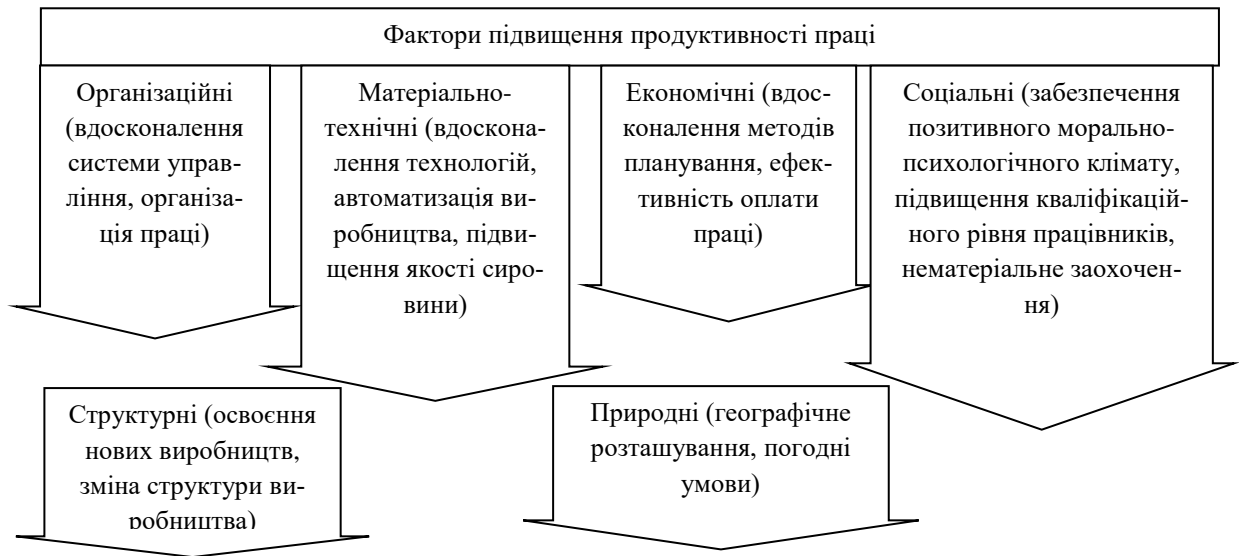 Фактори підвищення продуктивності праці
Організаційні
(вдосконалення
системи управ-
ління, організа-
ція праці)
Матеріально-
технічні (вдоскона-
лення технологій,
автоматизація ви-
робництва, підви-
щення якості сиро-
вини)
Економічні (вдос-
коналення методів
планування, ефек-
тивність оплати
праці)
Соціальні (забезпечення
позитивного морально-
психологічного клімату,
підвищення кваліфікацій-
ного рівня працівників,
нематеріальне заохочен-
ня)
Структурні (освоєння
нових виробництв,
зміна структури ви-
робництва)
Природні (географічне
розташування, погодні
умови)